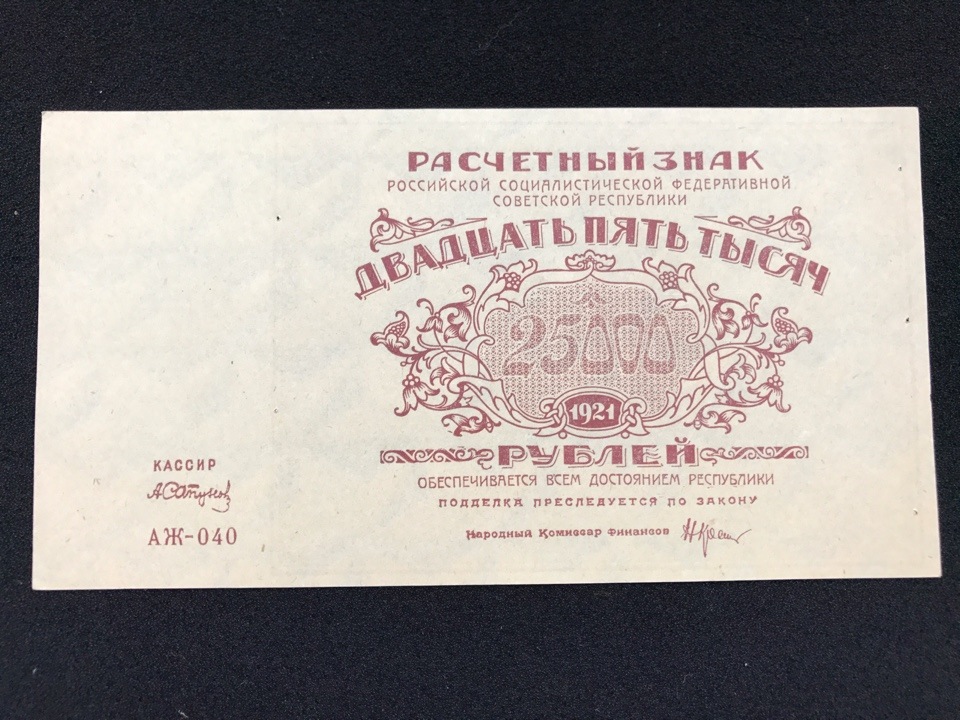 РАСЧЕТНЫЙ ЗНАК
РОССИЙСКОЙ СОЦИАЛИСТИЧЕСКОЙ ФЕДЕРАТИВНОЙ
СОВЕТСКОЙ РЕСПУБЛИКИ
ДВАДЦАТЬ ПЯТЬ ТЫСЯЧ
25000
1921
РУБЛЕЙ
ОБЕСПЕЧИВАЕТСЯ ВСЕМ ДОСТОЯНИЕМ РЕСПУБЛИКИ
ПОДДЕЛКА ПРЕСЛЕДУЕТСЯ ПО ЗАКОНУ
Народный Комиссар Финансов
КАССИР
АЖ-040